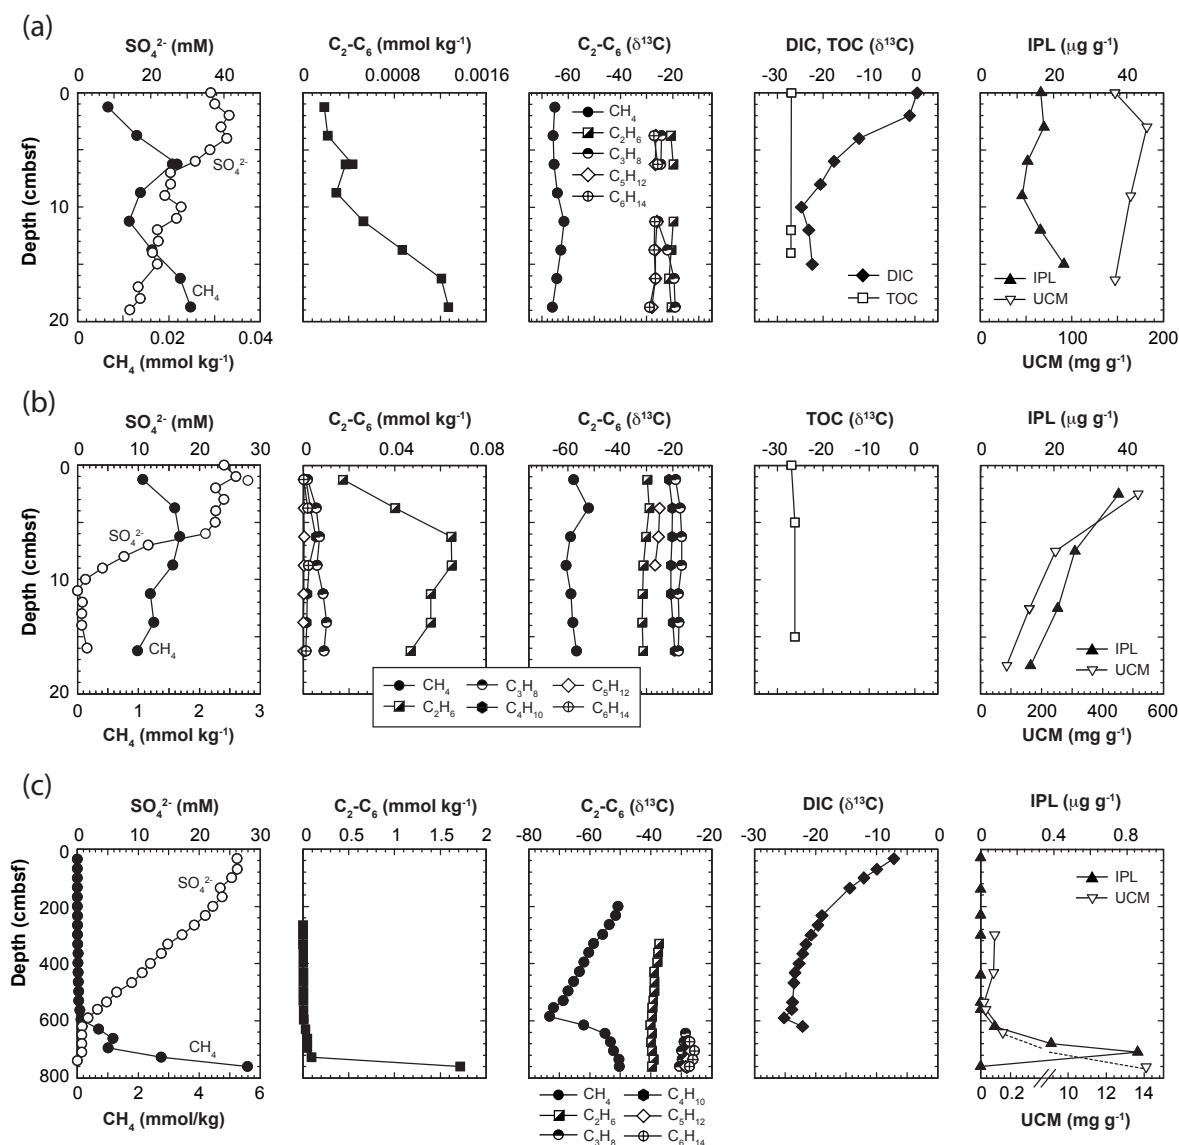 (a)
SO₄²⁻ (mM)
C₂-C₆ (mmol kg⁻¹)
C₂-C₆ (δ¹³C)
DIC, TOC (δ¹³C)
IPL (μg g⁻¹)
0 20 40
0 0.0008 0.0016
-60 -40 -20
-30 -20 -10 0
0 40
Depth (cmbsf)
0
10
20
SO₄²⁻
CH₄
CH₄
C₂H₆
C₃H₈
C₅H₁₂
C₆H₁₄
DIC
TOC
IPL
UCM
0 0.02 0.04
0 100 200
CH₄ (mmol kg⁻¹)
UCM (mg g⁻¹)
(b)
SO₄²⁻ (mM)
C₂-C₆ (mmol kg⁻¹)
C₂-C₆ (δ¹³C)
TOC (δ¹³C)
IPL (μg g⁻¹)
0 10 20 30
0 0.04 0.08
-60 -40 -20
-30 -20 -10 0
0 20 40
Depth (cmbsf)
0
10
20
SO₄²⁻
CH₄
IPL
UCM
CH₄ C₃H₈ C₅H₁₂
C₂H₆ C₄H₁₀ C₆H₁₄
0 1 2 3
0 200 400 600
CH₄ (mmol kg⁻¹)
UCM (mg g⁻¹)
(c)
SO₄²⁻ (mM)
C₂-C₆ (mmol kg⁻¹)
C₂-C₆ (δ¹³C)
DIC (δ¹³C)
IPL (μg g⁻¹)
0 10 20 30
0 0.5 1 1.5 2
-80 -70 -60 -50 -40 -30 -20
-30 -20 -10 0
0 0.4 0.8
Depth (cmbsf)
0
200
400
600
800
SO₄²⁻
CH₄
IPL
UCM
0 2 4 6
0 0.2 10 12 14
CH₄ (mmol/kg)
UCM (mg g⁻¹)
CH₄ C₄H₁₀
C₂H₆ C₅H₁₂
C₃H₈ C₆H₁₄